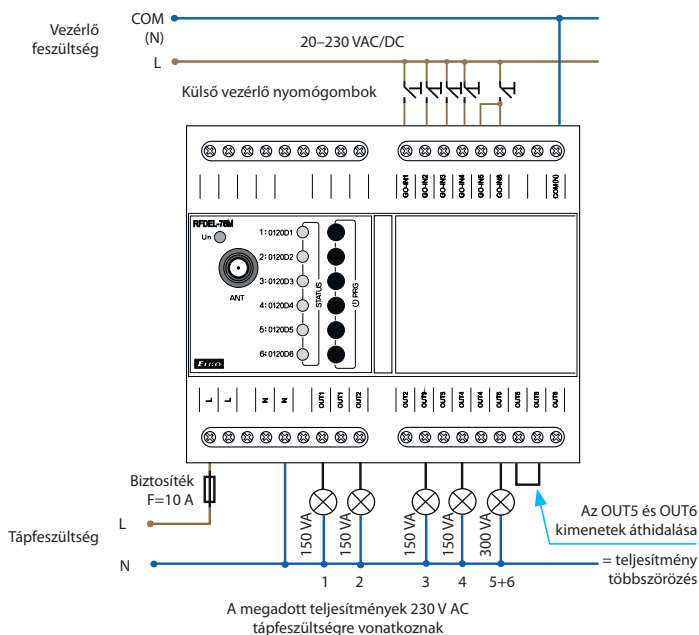 Vezérlő
feszültség
COM
(N)
L
20–230 VAC/DC
Külső vezérlő nyomógombok
GO-IN1
GO-IN2
GO-IN3
GO-IN4
GO-IN5
GO-IN6
COM(N)
RFDEL-76M
Un
ANT
1: 0120D1
2: 0120D2
3: 0120D3
4: 0120D4
5: 0120D5
6: 0120D6
STATUS
PRG
ELKO
L
L
N
N
OUT1
OUT1
OUT2
OUT2
OUT3
OUT3
OUT4
OUT4
OUT5
OUT5
OUT6
OUT6
Biztosíték
F=10 A
Tápfeszültség
L
N
150 VA
150 VA
150 VA
150 VA
300 VA
1
2
3
4
5+6
Az OUT5 és OUT6
kimenetek áthidalása
= teljesítmény
többszörözés
A megadott teljesítmények 230 V AC
tápfeszültségre vonatkoznak